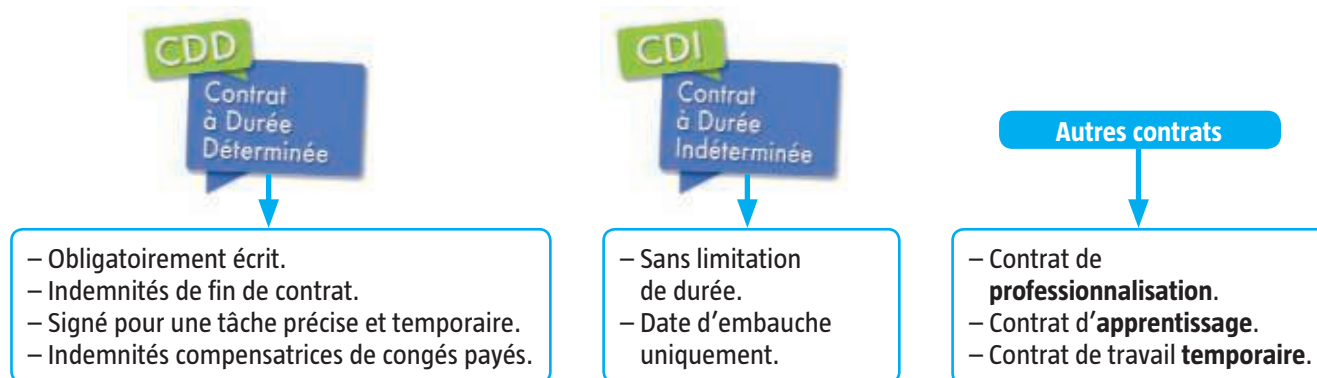 CDD
Contrat
à Durée
Déterminée
– Obligatoirement écrit.
– Indemnités de fin de contrat.
– Signé pour une tâche précise et temporaire.
– Indemnités compensatrices de congés payés.
CDI
Contrat
à Durée
Indéterminée
– Sans limitation
de durée.
– Date d’embauche
uniquement.
Autres contrats
– Contrat de
professionnalisation.
– Contrat d’apprentissage.
– Contrat de travail temporaire.